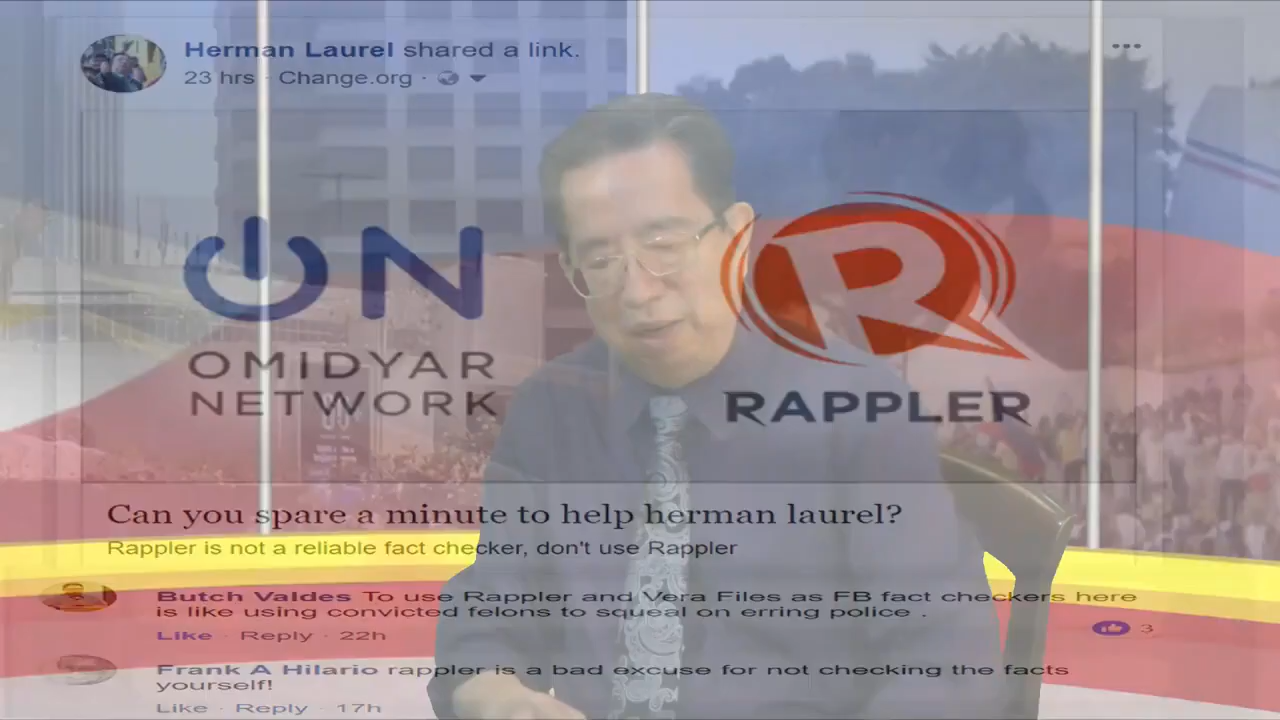 Herman Laurel shared a link.
23 hrs · Change.org ·
ON
OMIDYAR
NETWORK
R
RAPPLER
Can you spare a minute to help herman laurel?
Rappler is not a reliable fact checker, don't use Rappler
Butch Valdes To use Rappler and Vera Files as FB fact checkers here
is like using convicted felons to squeal on erring police .
Like · Reply · 22h
3
Frank A Hilario rappler is a bad excuse for not checking the facts
yourself!
Like · Reply · 17h